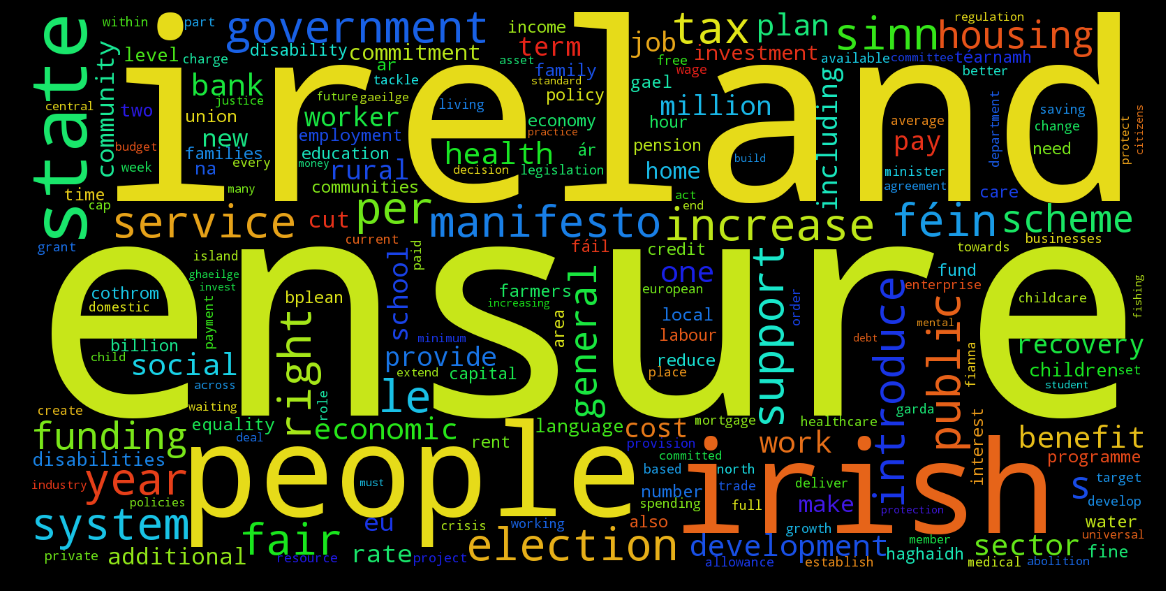 within part government income tax plan sinn regulation housing
state community level charge disability commitment term job investment available committee téarnamh
ireland
bank ar tackle asset family gael free wage better
central two justice future gaeilge living standard policy million including average department saving
union worker economy hour pay change protect citizens
new employment practice pension minister need
budget families education health ár home build agreement
week na every money rural decision legislation care
time many communities act
cap service cut per manifesto increase end féin scheme
grant current fáil credit towards businesses
ensure
island paid support one fund
ghaeilge european enterprise childcare fishing
cothrom invest bplean school farmers increasing general local order introduce public
domestic payment right area labour
billion minimum debt mental recovery
child social provide reduce fianna children set
across extend capital place student
create waiting role le mortgage healthcare garda
equality economic language cost interest
funding deal rent provision work benefit
disabilities people committed irish programme
industry year must based north deliver s target
policies number trade make develop
system eu crisis working spending full protection water
fair election also growth member universal
private additional rate project development haghaidh sector fine
resource allowance establish medical abolition